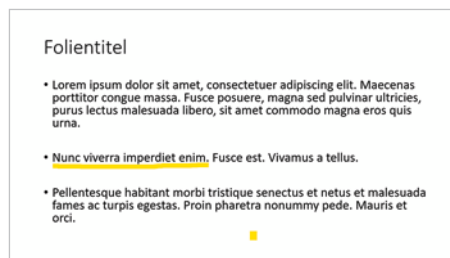 Folientitel
• Lorem ipsum dolor sit amet, consectetuer adipiscing elit. Maecenas
porttitor congue massa. Fusce posuere, magna sed pulvinar ultricies,
purus lectus malesuada libero, sit amet commodo magna eros quis
urna.
• Nunc viverra imperdiet enim. Fusce est. Vivamus a tellus.
• Pellentesque habitant morbi tristique senectus et netus et malesuada
fames ac turpis egestas. Proin pharetra nonummy pede. Mauris et
orci.